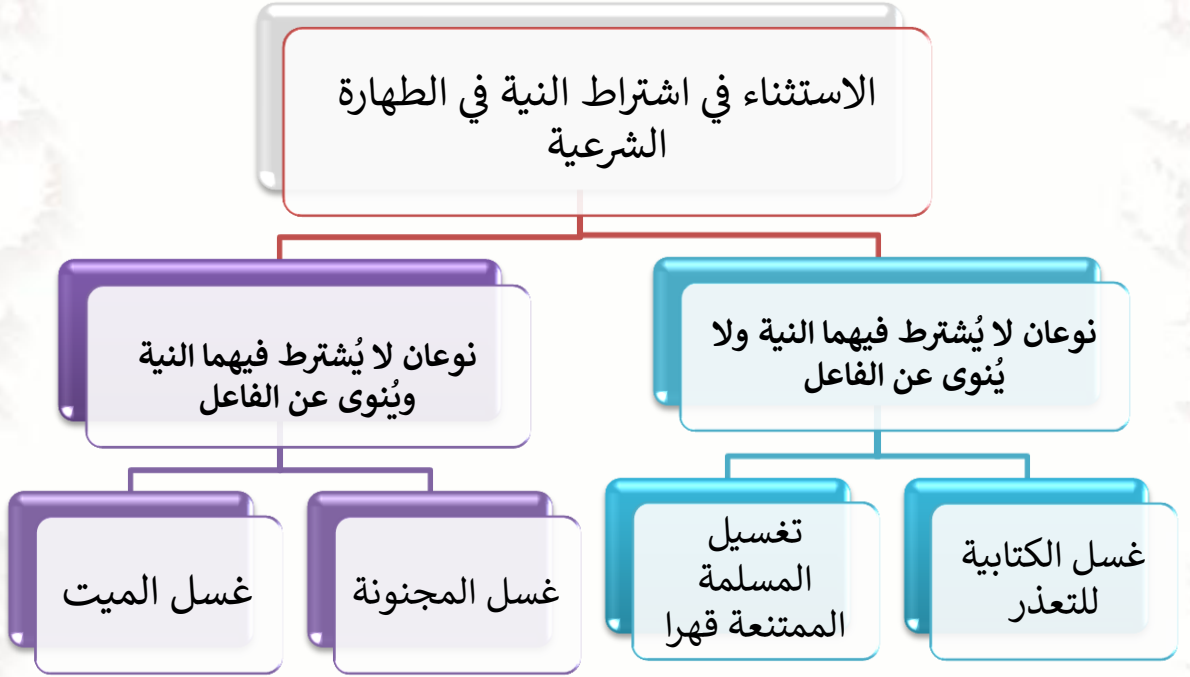 الاستثناء في اشتراط النية في الطهارة
الشرعية
نوعان لا يُشترط فيهما النية ولا
يُنوى عن الفاعل
نوعان لا يُشترط فيهما النية
ويُنوى عن الفاعل
غسل الكتابية
للتعذر
تغسيل
المسلمة
الممتنعة قهرا
غسل المجنونة
غسل الميت